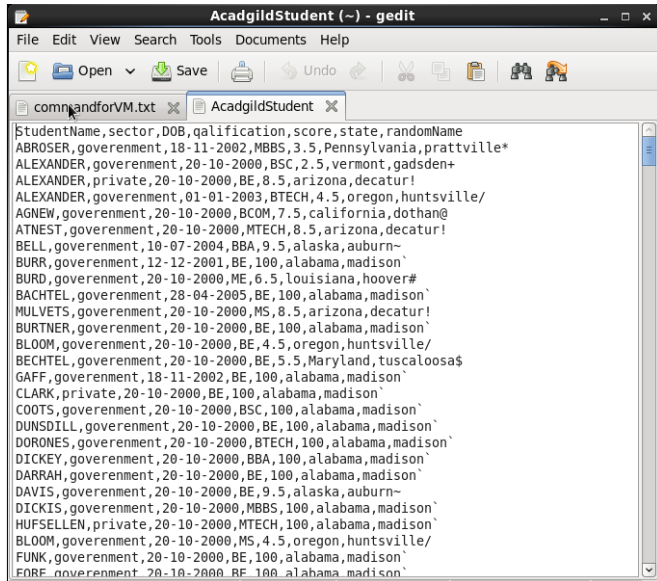 AcadgildStudent (~) - gedit
File Edit View Search Tools Documents Help
Open Save Undo
commandforVM.txt AcadgildStudent
StudentName,sector,DOB,qalification,score,state,randomName
ABROSER,goverenment,18-11-2002,MBBS,3.5,Pennsylvania,prattville*
ALEXANDER,goverenment,20-10-2000,BSC,2.5,vermont,gadsden+
ALEXANDER,private,20-10-2000,BE,8.5,arizona,decatur!
ALEXANDER,goverenment,01-01-2003,BTECH,4.5,oregon,huntsville/
AGNEW,goverenment,20-10-2000,BCOM,7.5,california,dothan@
ATNEST,goverenment,20-10-2000,MTECH,8.5,arizona,decatur!
BELL,goverenment,10-07-2004,BBA,9.5,alaska,auburn~
BURR,goverenment,12-12-2001,BE,100,alabama,madison`
BURD,goverenment,20-10-2000,ME,6.5,louisiana,hoover#
BACHTEL,goverenment,28-04-2005,BE,100,alabama,madison`
MULVETS,goverenment,20-10-2000,MS,8.5,arizona,decatur!
BURTNER,goverenment,20-10-2000,BE,100,alabama,madison`
BLOOM,goverenment,20-10-2000,BE,4.5,oregon,huntsville/
BECHTEL,goverenment,20-10-2000,BE,5.5,Maryland,tuscaloosa$
GAFF,goverenment,18-11-2002,BE,100,alabama,madison`
CLARK,private,20-10-2000,BE,100,alabama,madison`
COOTS,goverenment,20-10-2000,BSC,100,alabama,madison`
DUNSDILL,goverenment,20-10-2000,BE,100,alabama,madison`
DORONES,goverenment,20-10-2000,BTECH,100,alabama,madison`
DICKEY,goverenment,20-10-2000,BBA,100,alabama,madison`
DARRAH,goverenment,20-10-2000,BE,100,alabama,madison`
DAVIS,goverenment,20-10-2000,BE,9.5,alaska,auburn~
DICKIS,goverenment,20-10-2000,MBBS,100,alabama,madison`
HUFSELLEN,private,20-10-2000,MTECH,100,alabama,madison`
BLOOM,goverenment,20-10-2000,MS,4.5,oregon,huntsville/
FUNK,goverenment,20-10-2000,BE,100,alabama,madison`
goverenment,20-10-2000,BE,100,alabama,madison`